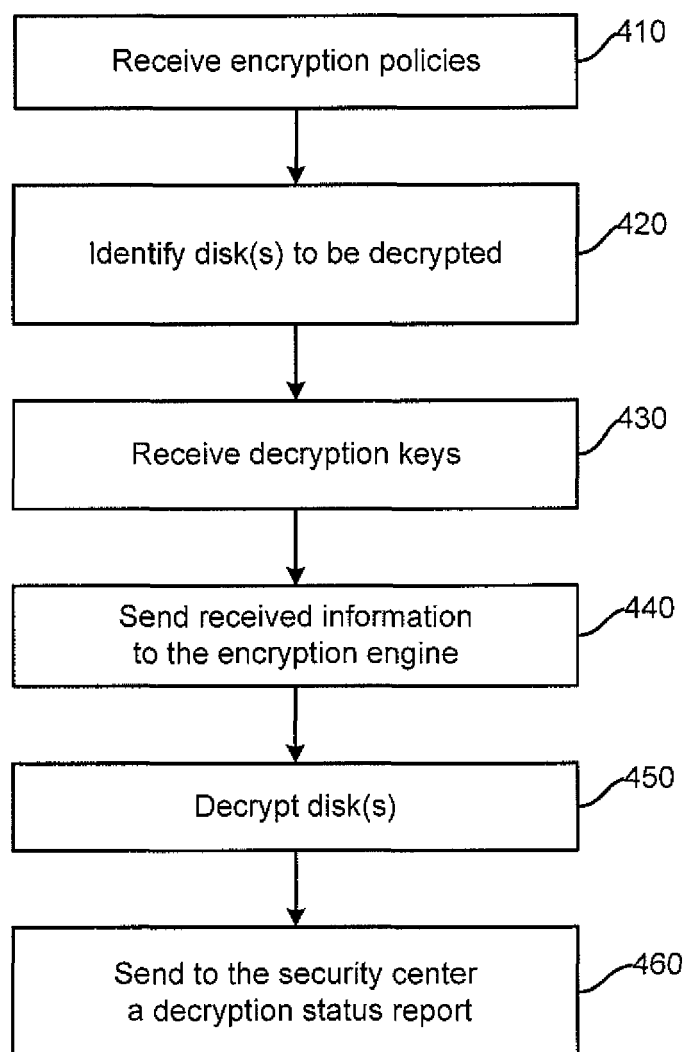 Receive encryption policies
410
Identify disk(s) to be decrypted
420
Receive decryption keys
430
Send received information
to the encryption engine
440
Decrypt disk(s)
450
Send to the security center
a decryption status report
460